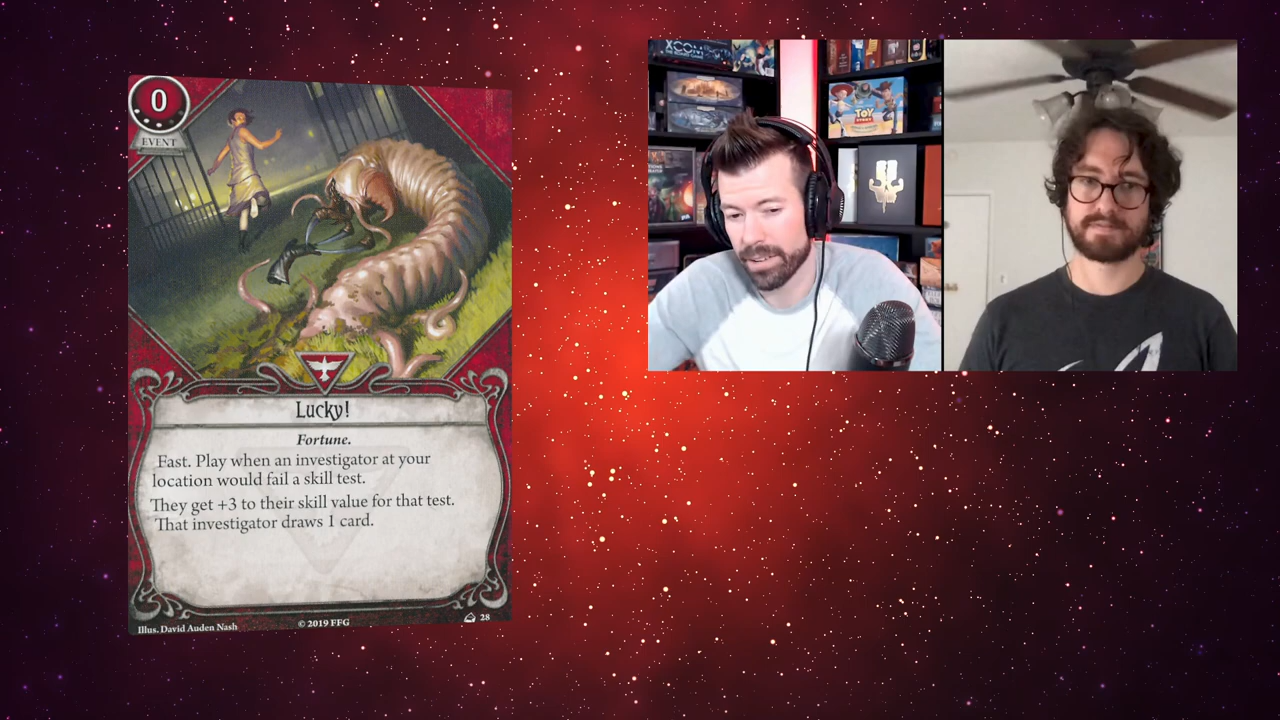 0
EVENT
Lucky!
Fortune.
Fast. Play when an investigator at your
location would fail a skill test.
They get +3 to their skill value for that test.
That investigator draws 1 card.
Illus. David Auden Nash
© 2019 FFG
28
XCOM
TOY
STORY